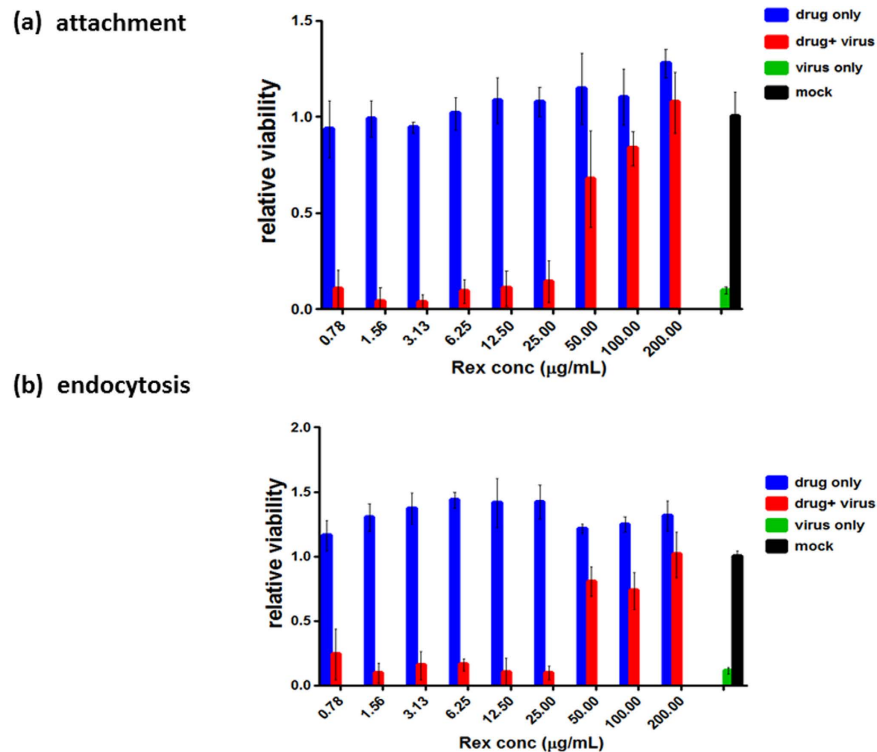 (a) attachment
1.5
1.0
0.5
0.0
relative viability
drug only
drug+ virus
virus only
mock
0.78
1.56
3.13
6.25
12.50
25.00
50.00
100.00
200.00
Rex conc (μg/mL)
(b) endocytosis
2.0
1.5
1.0
0.5
0.0
relative viability
drug only
drug+ virus
virus only
mock
0.78
1.56
3.13
6.25
12.50
25.00
50.00
100.00
200.00
Rex conc (μg/mL)